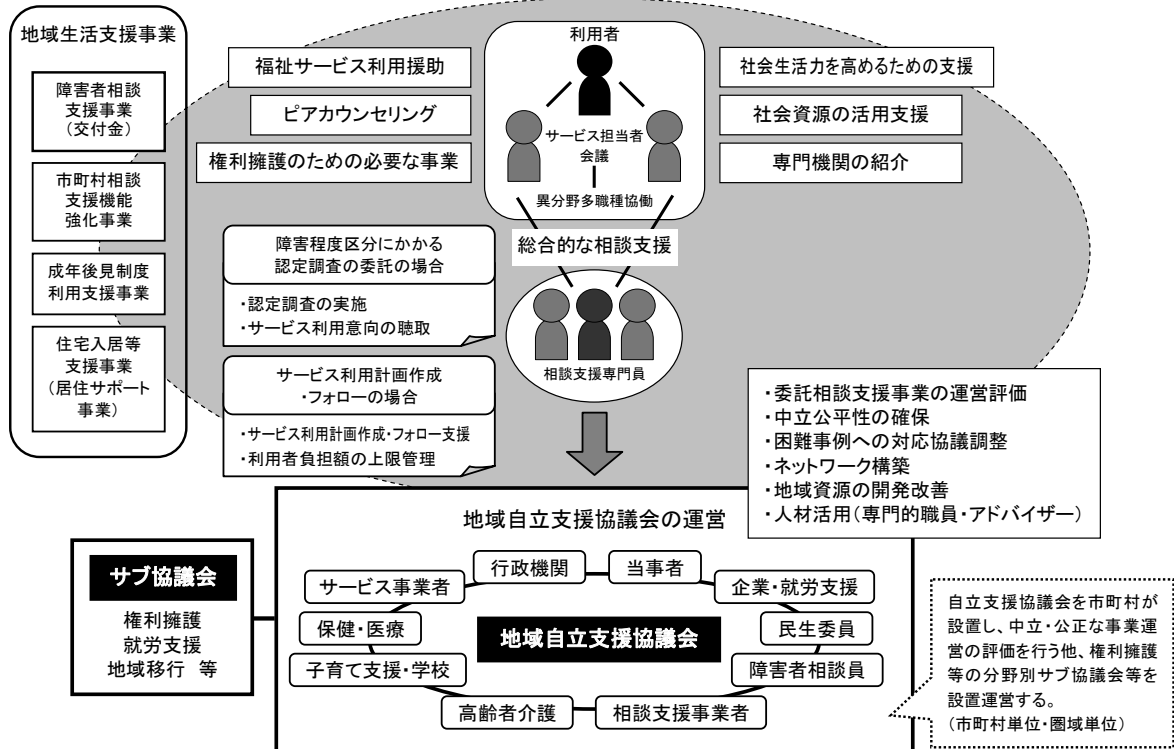 地域生活支援事業
障害者相談
支援事業
(交付金)
市町村相談
支援機能
強化事業
成年後見制度
利用支援事業
住宅入居等
支援事業
(居住サポート
事業)
福祉サービス利用援助
ピアカウンセリング
権利擁護のための必要な事業
利用者
サービス担当者
会議
異分野多職種協働
社会生活力を高めるための支援
社会資源の活用支援
専門機関の紹介
総合的な相談支援
相談支援専門員
障害程度区分にかかる
認定調査の委託の場合
・認定調査の実施
・サービス利用意向の聴取
サービス利用計画作成
・フォローの場合
・サービス利用計画作成・フォロー支援
・利用者負担額の上限管理
・委託相談支援事業の運営評価
・中立公平性の確保
・困難事例への対応協議調整
・ネットワーク構築
・地域資源の開発改善
・人材活用(専門的職員・アドバイザー)
サブ協議会
権利擁護
就労支援
地域移行 等
地域自立支援協議会の運営
行政機関
当事者
サービス事業者
企業・就労支援
保健・医療
地域自立支援協議会
民生委員
子育て支援・学校
障害者相談員
高齢者介護
相談支援事業者
自立支援協議会を市町村が
設置し、中立・公正な事業運
営の評価を行う他、権利擁護
等の分野別サブ協議会等を
設置運営する。
(市町村単位・圏域単位)